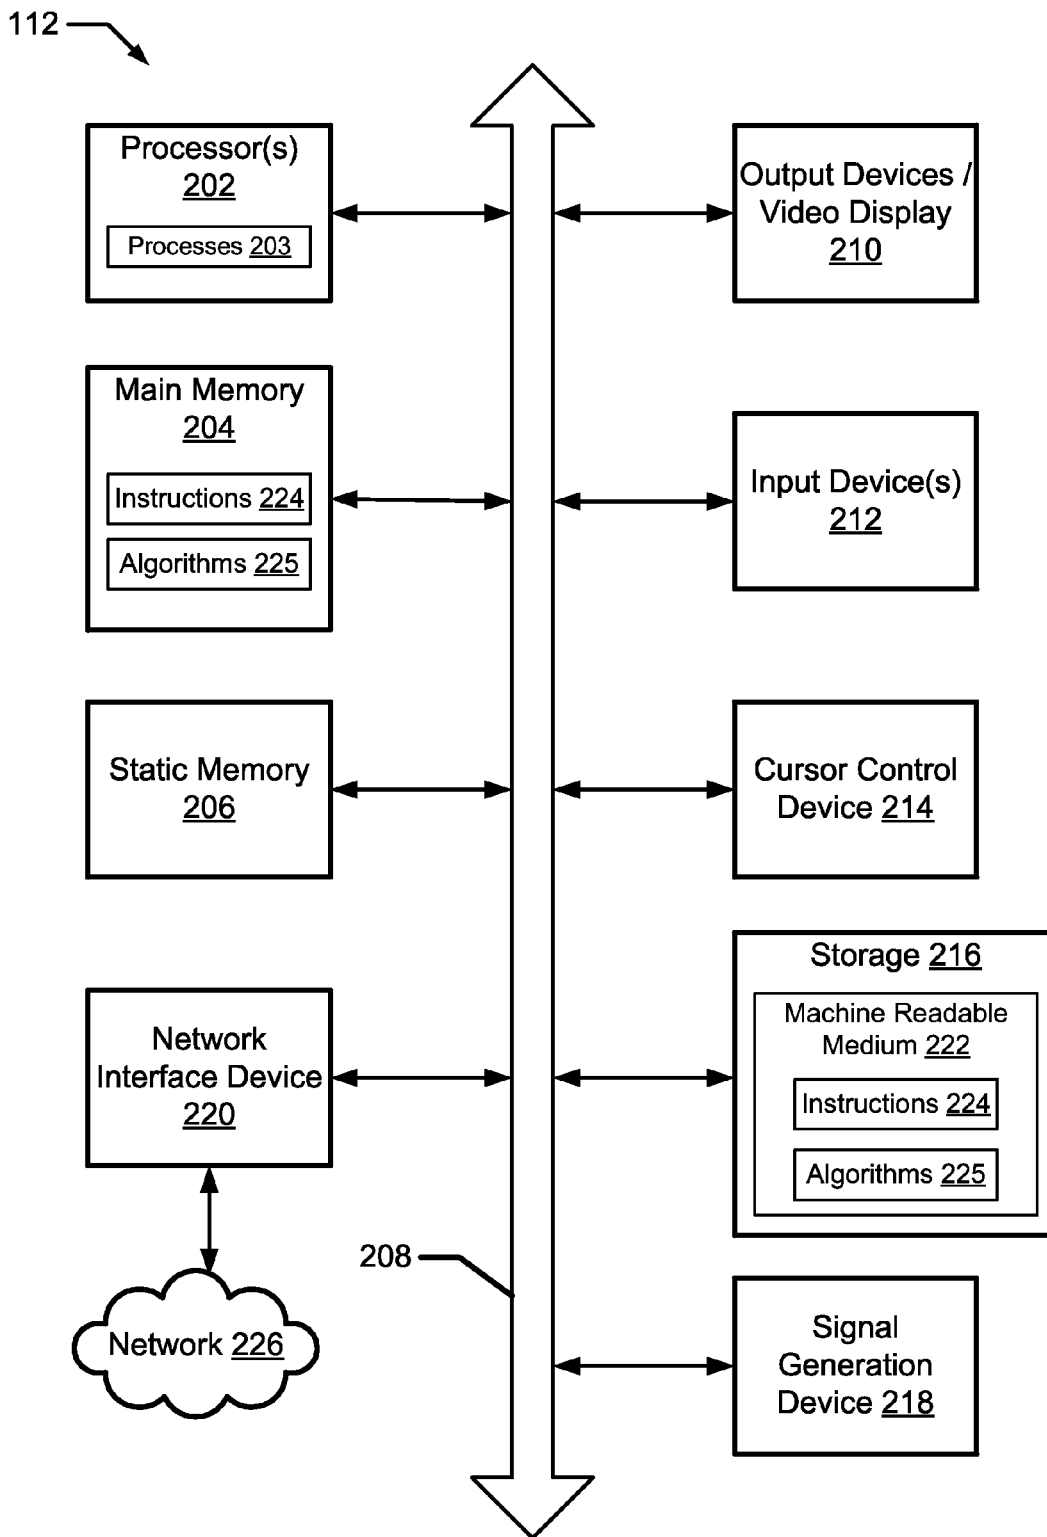 112
Processor(s)
202
Processes 203
Main Memory
204
Instructions 224
Algorithms 225
Static Memory
206
Network
Interface Device
220
Network 226
208
Output Devices /
Video Display
210
Input Device(s)
212
Cursor Control
Device 214
Storage 216
Machine Readable
Medium 222
Instructions 224
Algorithms 225
Signal
Generation
Device 218